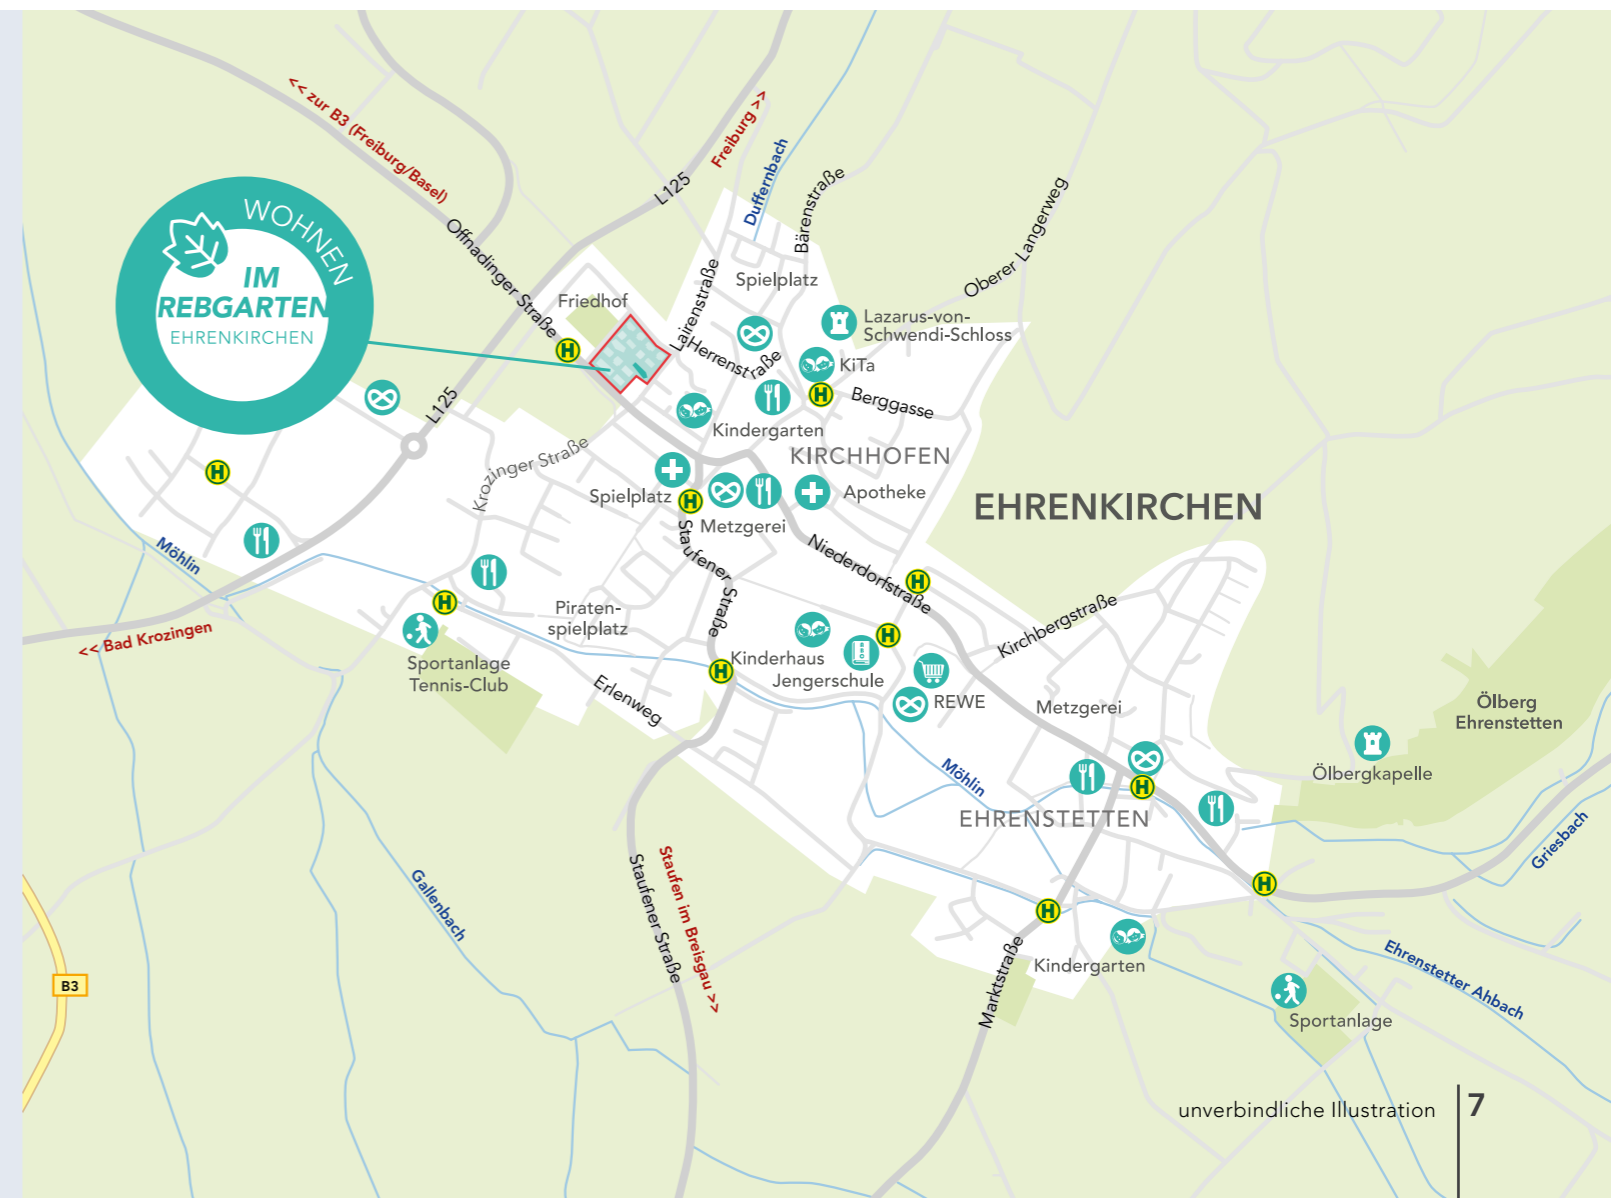 << zur B3 (Freiburg/Basel)
Freiburg >>
L125
Duffernbach
Bärenstraße
Oberer Langerweg
WOHNEN
IM
REBGARTEN
EHRENKIRCHEN
Offnadinger Straße
Friedhof
H
Lairenstraße
Spielplatz
Herrenstraße
Lazarus-von-
Schwendi-Schloss
KiTa
H
Berggasse
L125
Kindergarten
KIRCHHOFEN
Krozinger Straße
H
Spielplatz
H
Metzgerei
Apotheke
EHRENKIRCHEN
Staufener Straße
Niederdorfstraße
H
Möhlin
H
Piraten-
spielplatz
Kirchbergstraße
<< Bad Krozingen
Sportanlage
Tennis-Club
H
Kinderhaus
H
Jengerschule
Erlenweg
REWE
Metzgerei
Ölberg
Ehrenstetten
Möhlin
Ölbergkapelle
H
EHRENSTETTEN
Griesbach
Gallenbach
Staufener Straße
Staufen im Breisgau >>
H
H
Marktstraße
Kindergarten
Ehrenstetter Ahbach
B3
Sportanlage
unverbindliche Illustration
7